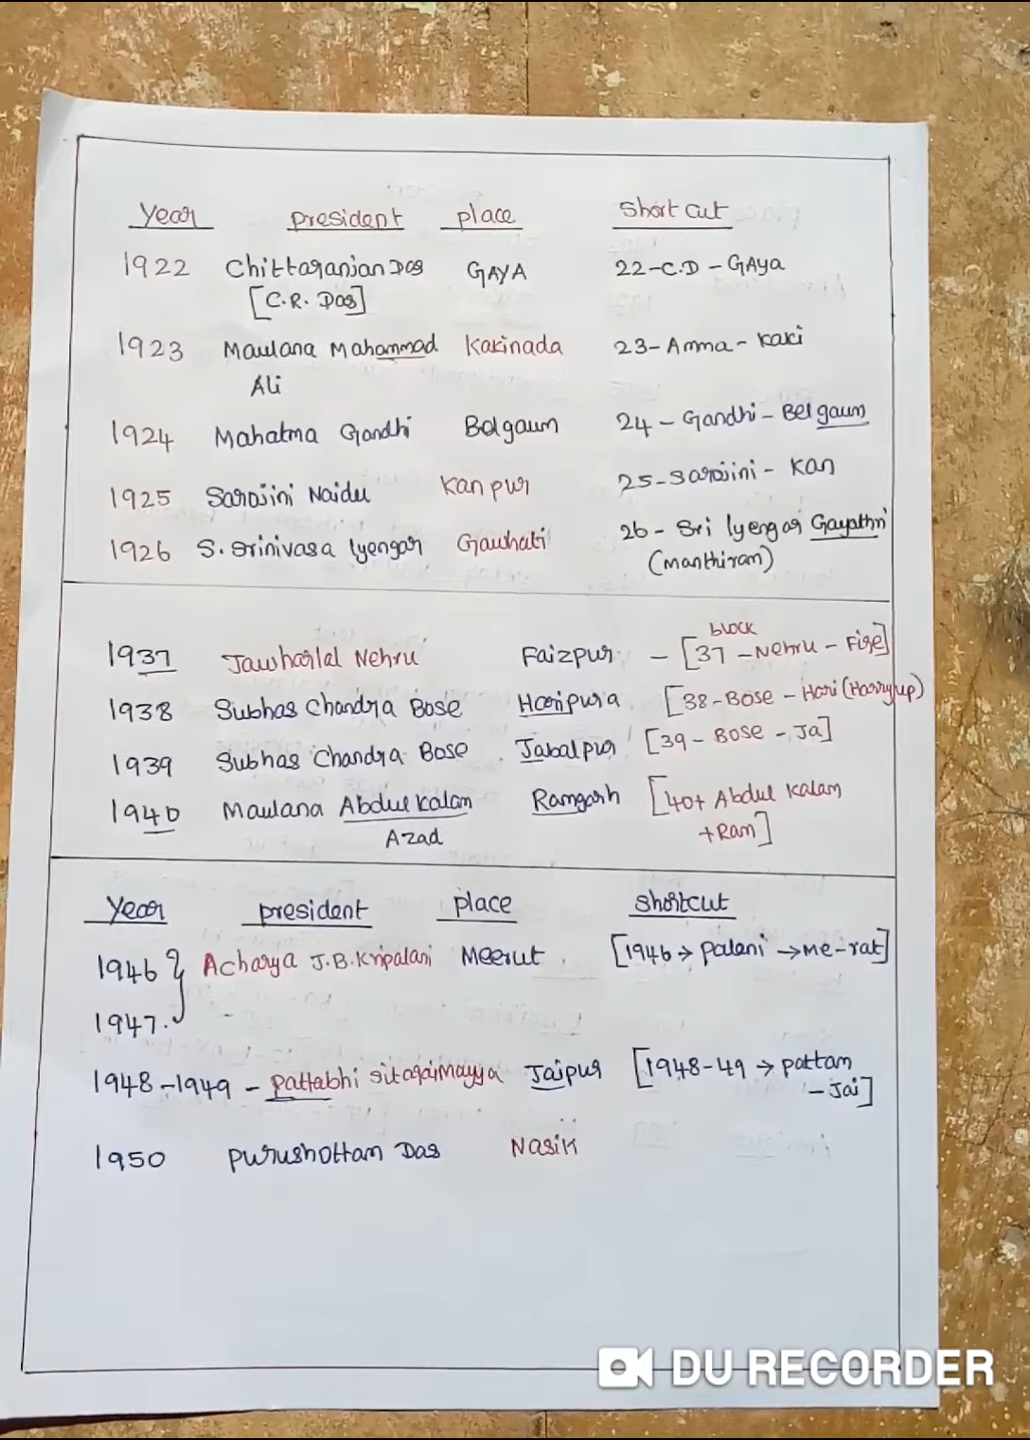 Year president place Short cut
1922 Chittaranjan Das GAYA 22-C.D - GAya
[C.R. Das]
1923 Maulana Mahammad Kakinada 23- Amma - kaki
Ali
1924 Mahatma Gandhi Belgaum 24 - Gandhi - Belgaum
1925 Sarojini Naidu Kanpur 25-Sarojini - Kan
1926 S. Srinivasa Iyengar Gauhati 26 - Sri Iyengar Gayathri
(manthiram)
block
1937 Jawharlal Nehru Faizpur - [37 - Nehru - Fire]
1938 Subhas Chandra Bose Haripura [38-Bose - Hari (Harryup)
1939 Subhas Chandra Bose Jabalpur [39 - Bose - Ja]
1940 Maulana Abdul kalam Ramgarh [40+ Abdul Kalam
Azad +Ram]
Year president place shortcut
1946 } Acharya J.B. Kripalani Meerut [1946 → palani → me-rat]
1947.
1948-1949 - pattabhi sitaraimayya Jaipur [1948-49 → pattam
- Jai]
1950 purushottam Das Nasik
DU RECORDER